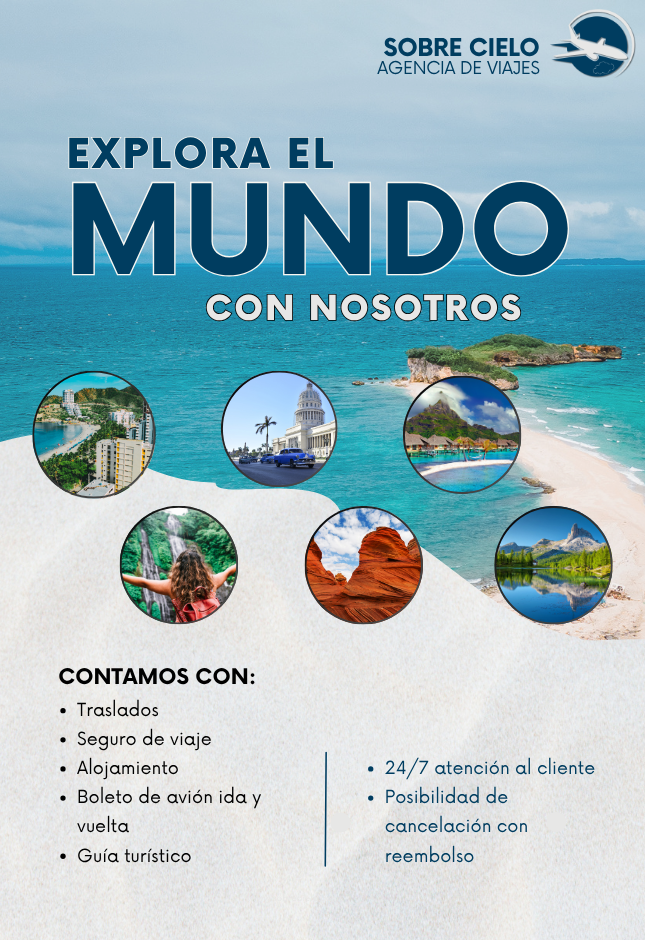 SOBRE CIELO
AGENCIA DE VIAJES
EXPLORA EL
MUNDO
CON NOSOTROS
CONTAMOS CON:
• Traslados
• Seguro de viaje
• Alojamiento
• Boleto de avión ida y
vuelta
• Guía turístico
• 24/7 atención al cliente
• Posibilidad de
cancelación con
reembolso